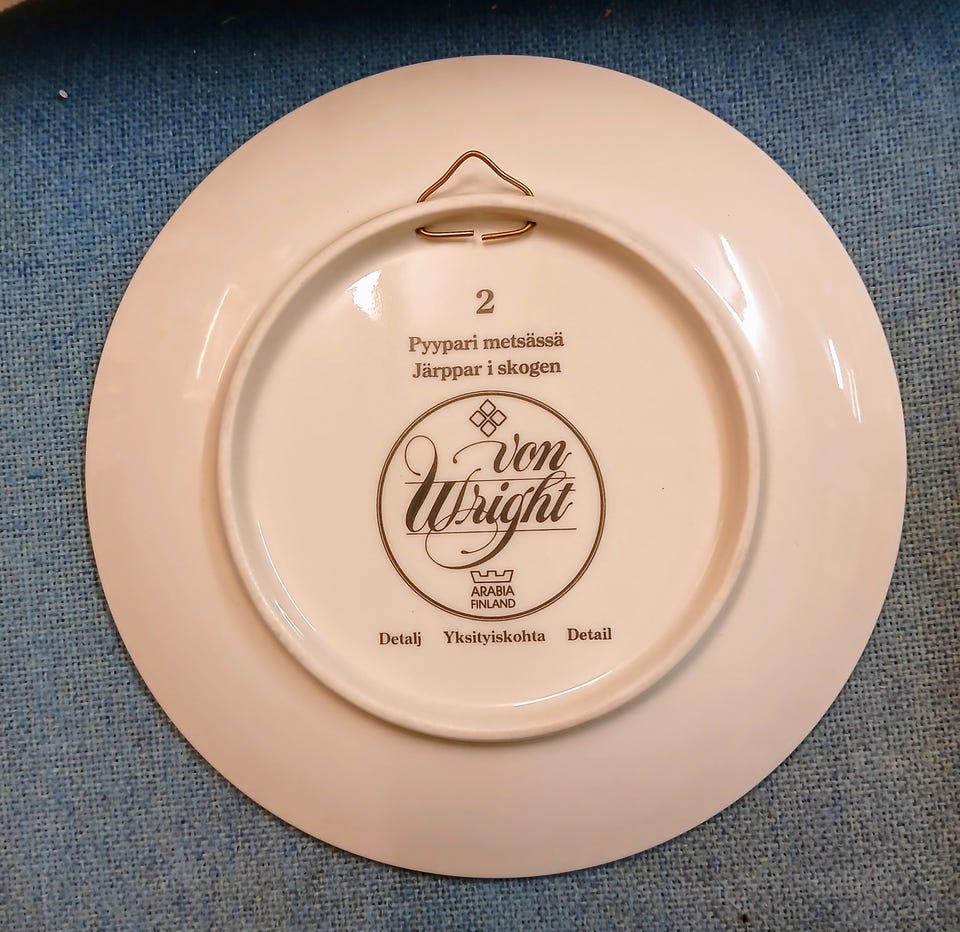 2
Pyypari metsässä
Järppar i skogen
von
Wright
ARABIA
FINLAND
Detalj Yksityiskohta Detail